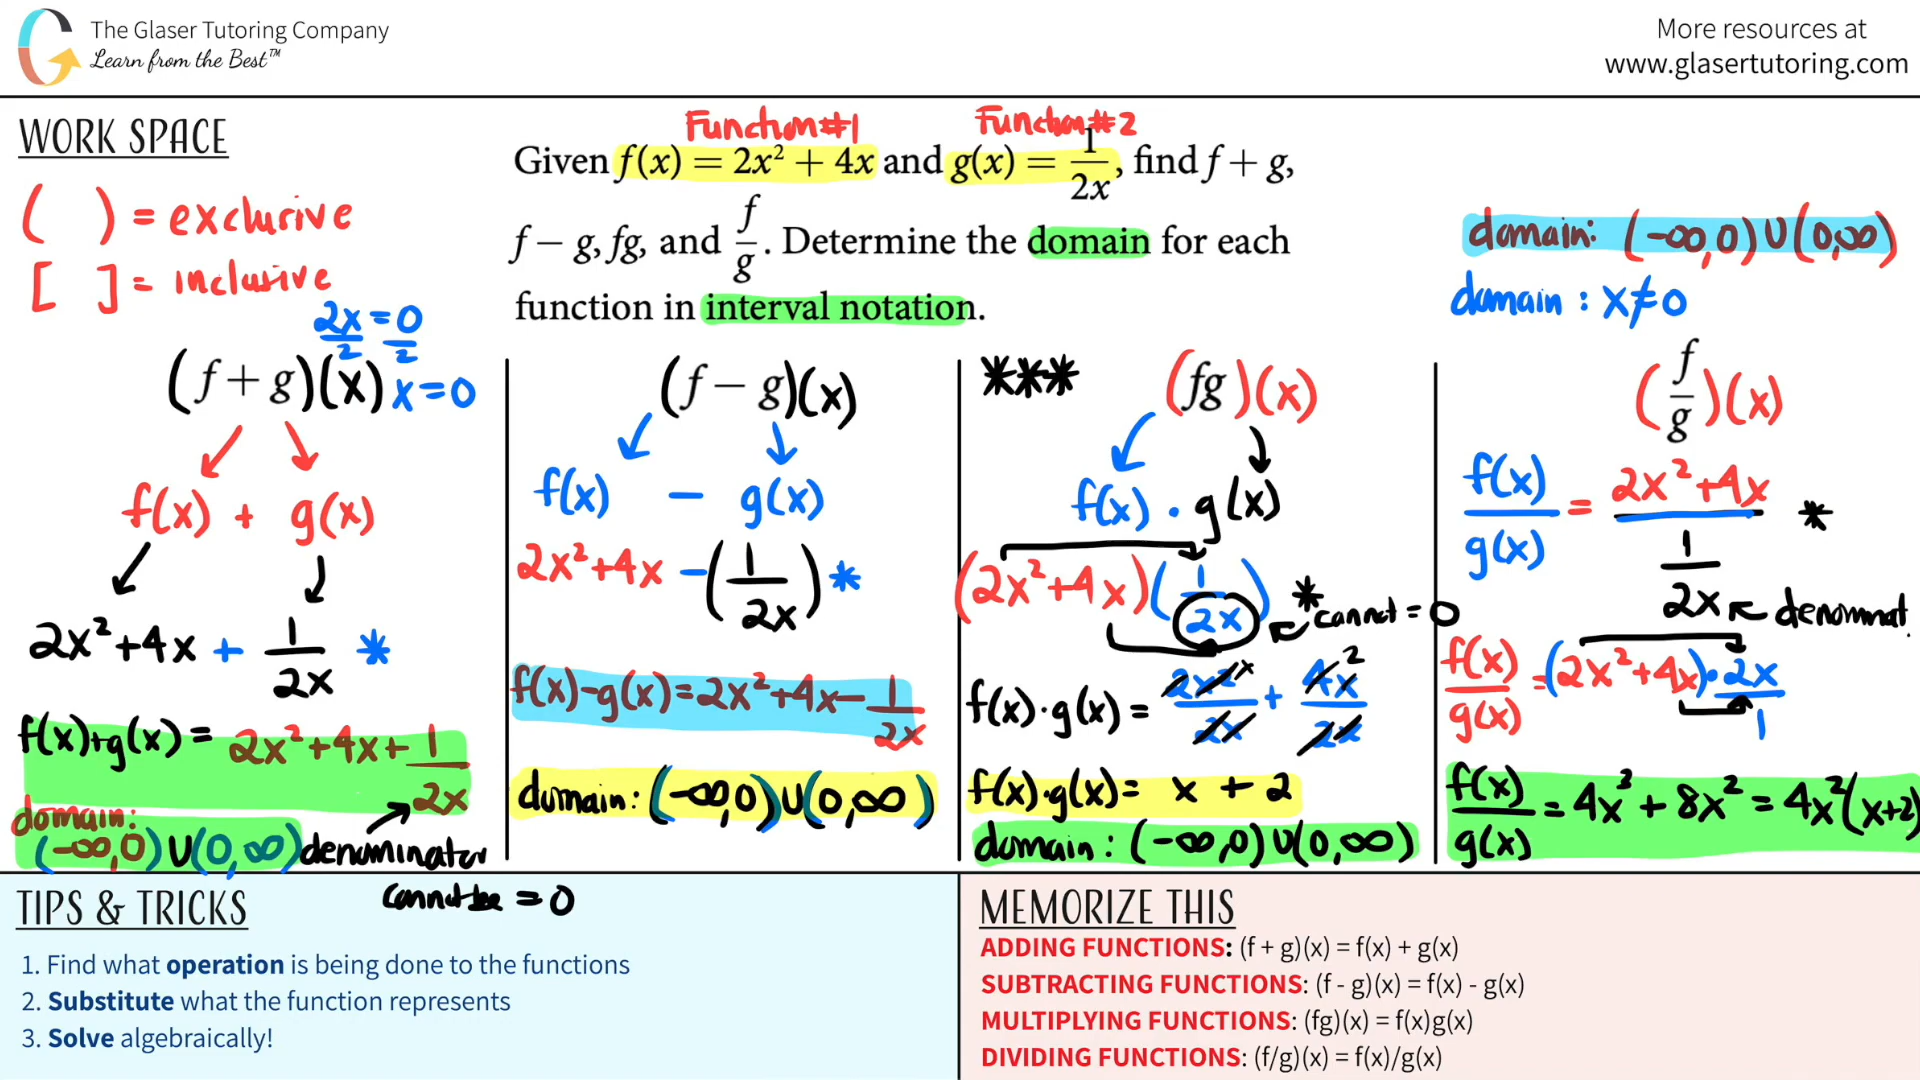 The Glaser Tutoring Company
Learn from the Best™
More resources at
www.glasertutoring.com
WORK SPACE
( ) = exclusive
[ ] = inclusive
Function #1
Function #2
Given f(x) = 2x² + 4x and g(x) = 1/2x, find f + g,
f − g, fg, and f/g. Determine the domain for each
function in interval notation.
domain: (-∞,0)∪(0,∞)
domain: x≠0
2x/2 = 0/2
x=0
(f+g)(x)
f(x) + g(x)
2x²+4x + 1/2x *
f(x)+g(x) = 2x²+4x+1/2x
domain:
(-∞,0)∪(0,∞)
denominator
cannot be = 0
(f − g)(x)
f(x) − g(x)
2x²+4x −(1/2x) *
f(x)-g(x)=2x²+4x−1/2x
domain: (-∞,0)∪(0,∞)
*** (fg)(x)
f(x) · g(x)
(2x²+4x)(1/2x) *
cannot = 0
f(x)·g(x) = 2x² x/2x + 4x 2/2x
f(x)·g(x)= x + 2
domain: (-∞,0)∪(0,∞)
(f/g)(x)
f(x)/g(x) = 2x²+4x/1/2x *
denominat.
f(x)/g(x) =(2x²+4x)·2x/1
f(x)/g(x) = 4x³ + 8x² = 4x²(x+2)
TIPS & TRICKS
1. Find what operation is being done to the functions
2. Substitute what the function represents
3. Solve algebraically!
MEMORIZE THIS
ADDING FUNCTIONS: (f + g)(x) = f(x) + g(x)
SUBTRACTING FUNCTIONS: (f - g)(x) = f(x) - g(x)
MULTIPLYING FUNCTIONS: (fg)(x) = f(x)g(x)
DIVIDING FUNCTIONS: (f/g)(x) = f(x)/g(x)